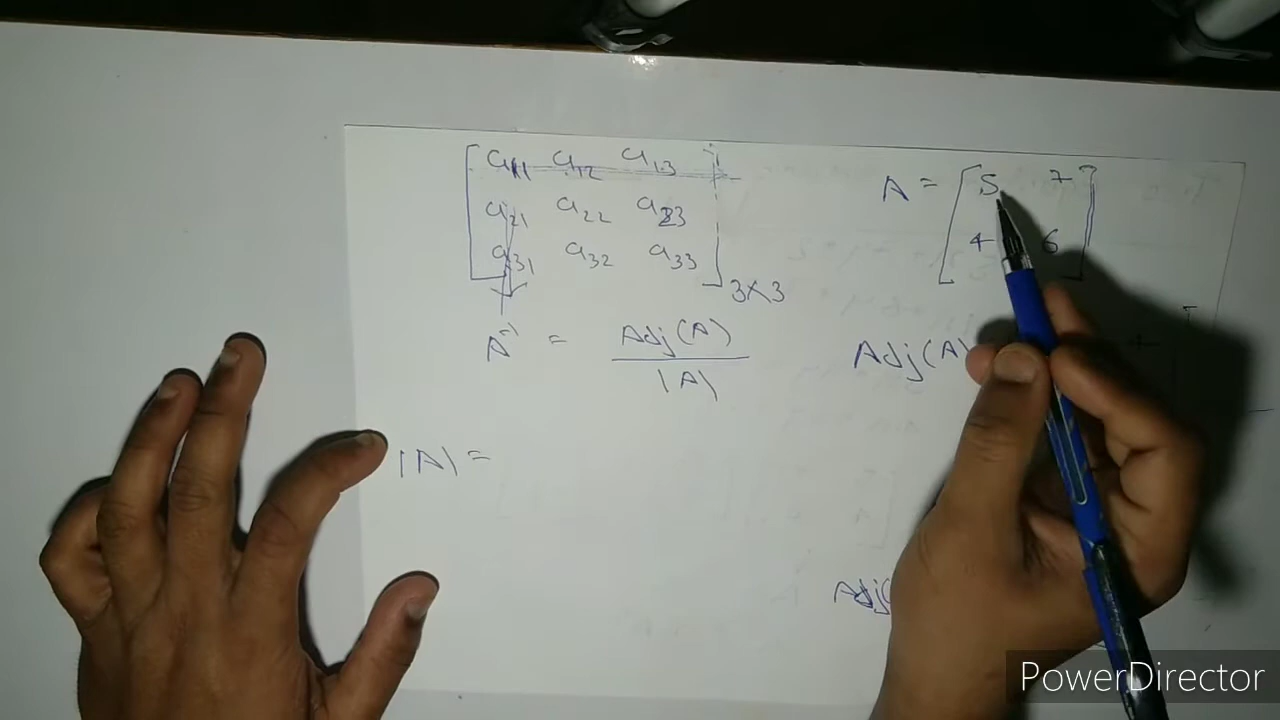 a11 a12 a13
a21 a22 a23
a31 a32 a33
3×3
A = [5 7
4 6]
A⁻¹ = Adj(A)
|A|
Adj(A)
|A| =
Adj(
PowerDirector